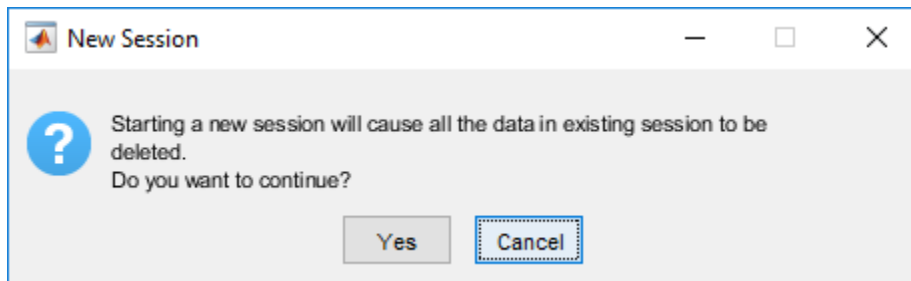 New Session
Starting a new session will cause all the data in existing session to be
deleted.
Do you want to continue?
Yes Cancel